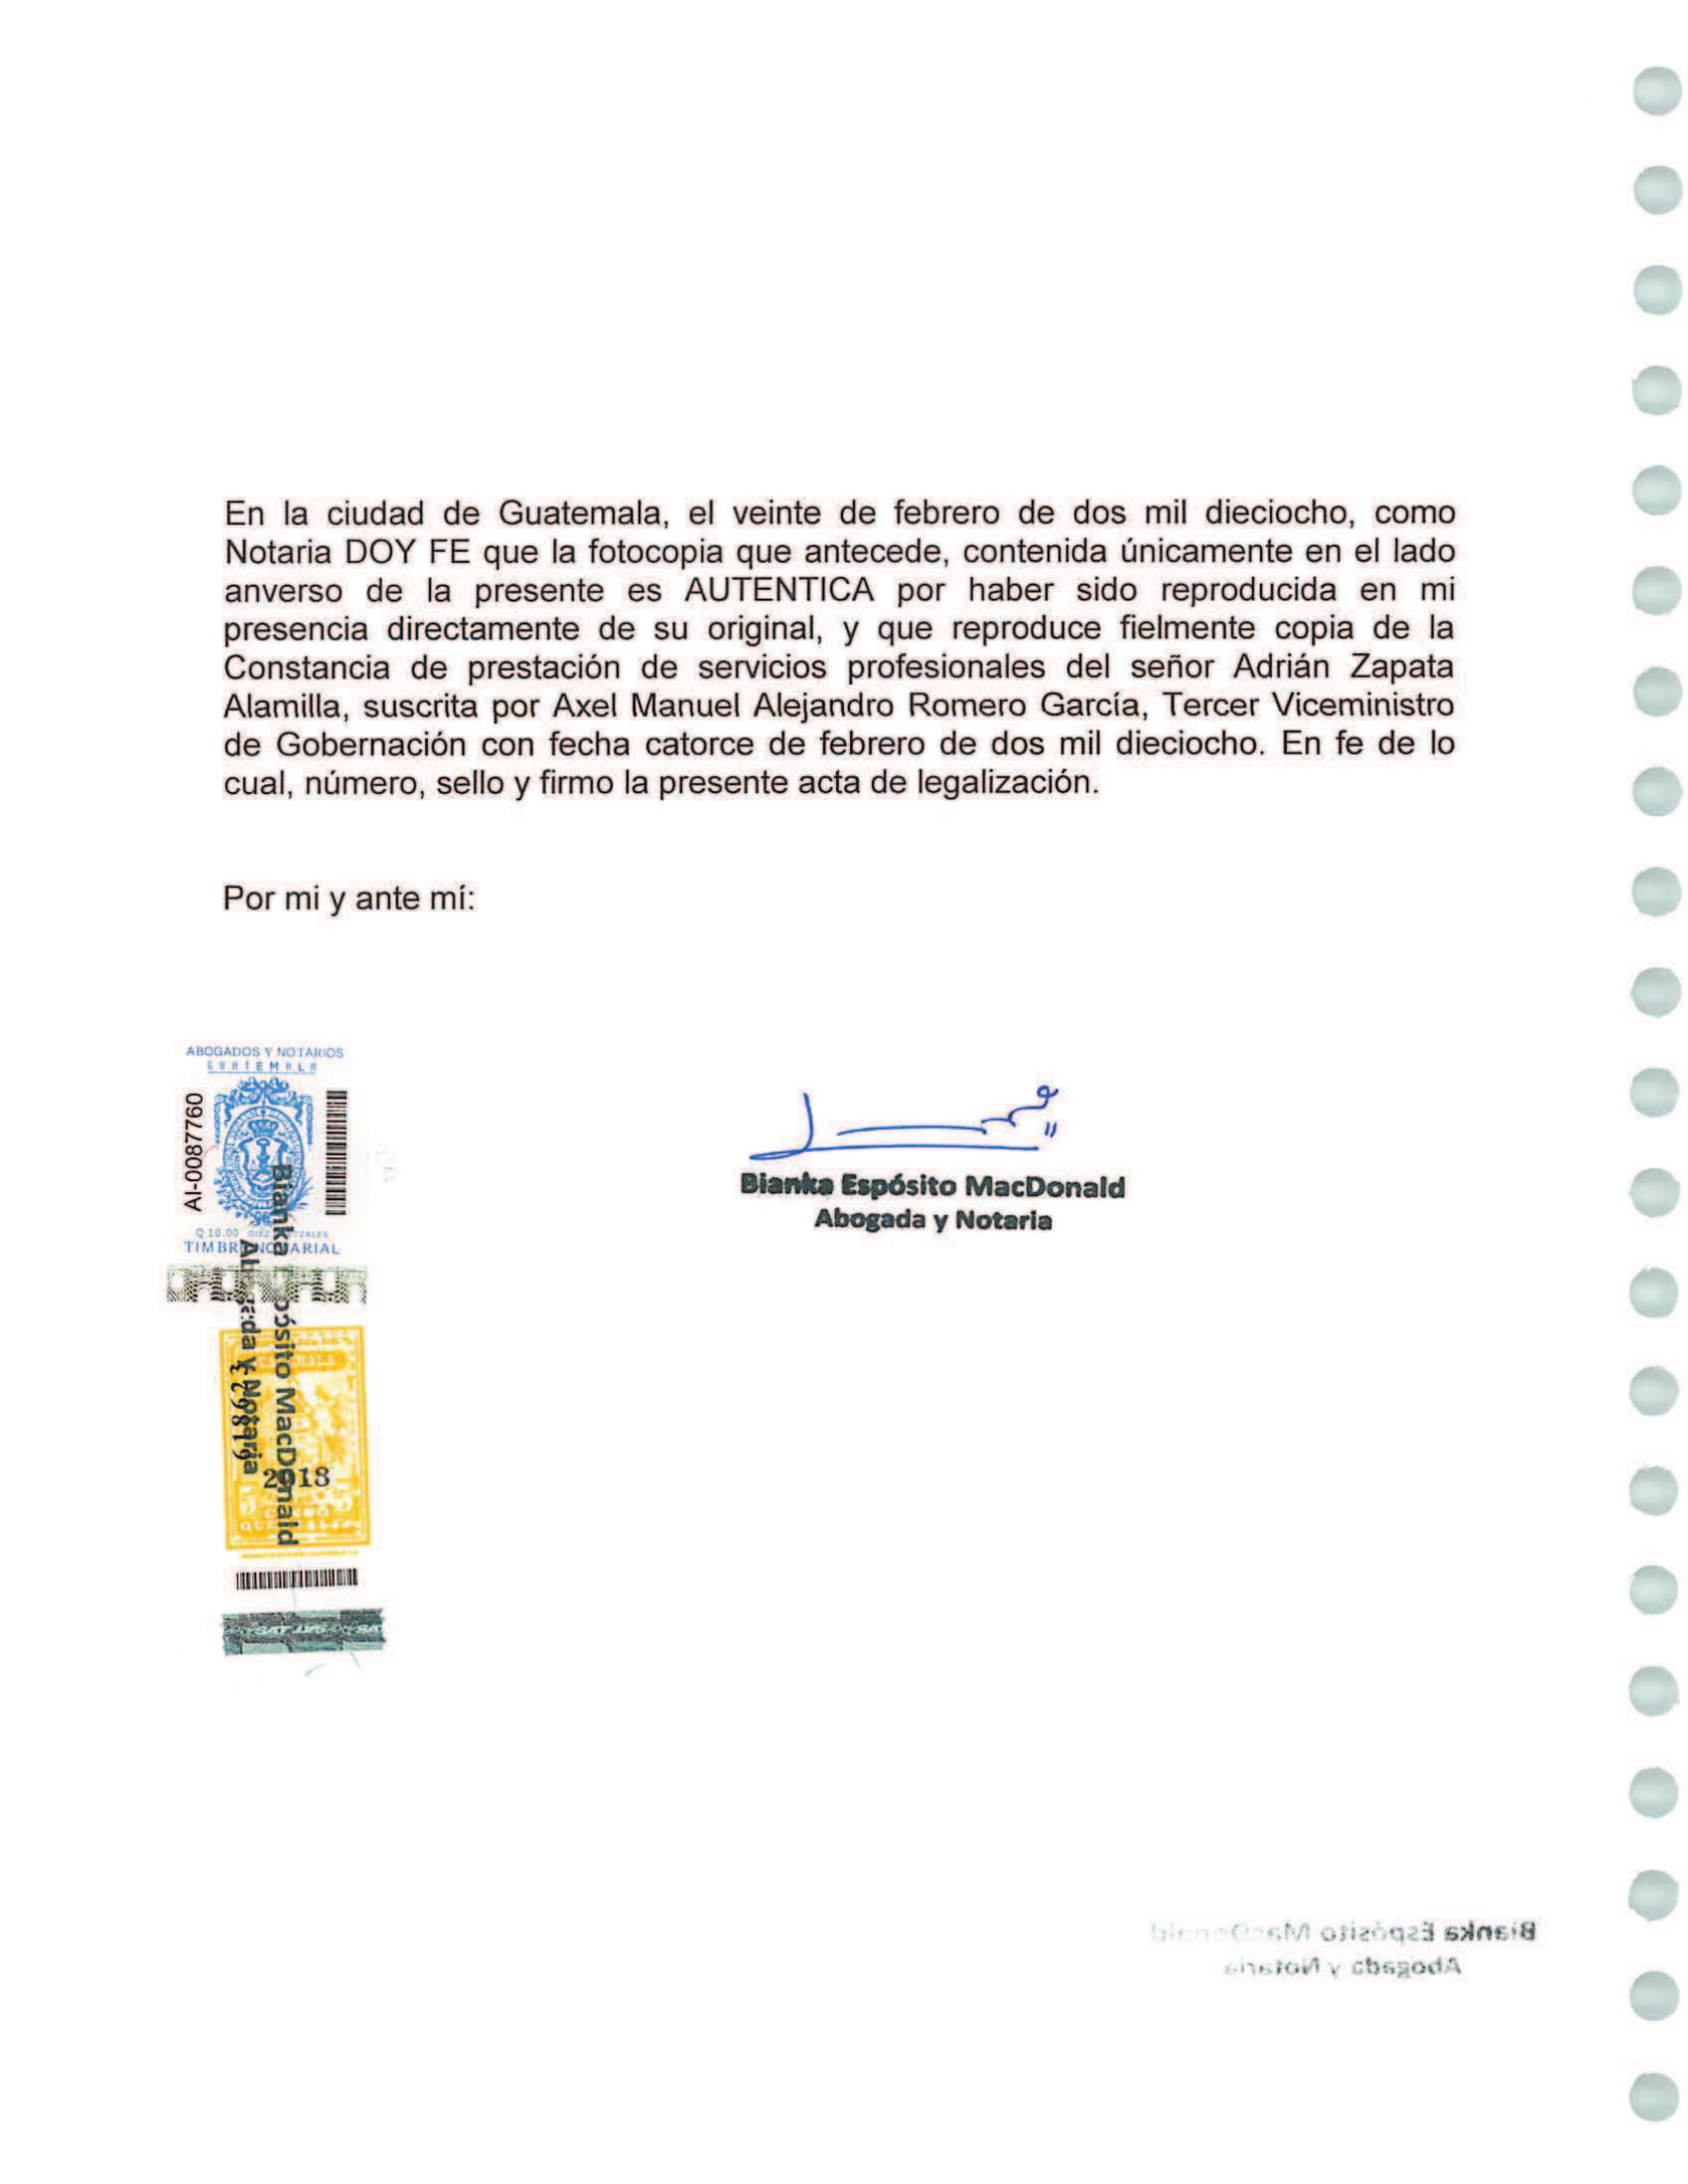 En la ciudad de Guatemala, el veinte de febrero de dos mil dieciocho, como
Notaria DOY FE que la fotocopia que antecede, contenida únicamente en el lado
anverso de la presente es AUTENTICA por haber sido reproducida en mi
presencia directamente de su original, y que reproduce fielmente copia de la
Constancia de prestación de servicios profesionales del señor Adrián Zapata
Alamilla, suscrita por Axel Manuel Alejandro Romero García, Tercer Viceministro
de Gobernación con fecha catorce de febrero de dos mil dieciocho. En fe de lo
cual, número, sello y firmo la presente acta de legalización.
Por mi y ante mí:
ABOGADOS Y NOTARIOS
GUATEMALA
AI-0087760
Q 10.00
TIMBRE NOTARIAL
Bianka Espósito MacDonald
Abogada y Notaria
2018
SAT
Bianka Espósito MacDonald
Abogada y Notaria
Bianka Espósito MacDonald
Abogada y Notaria